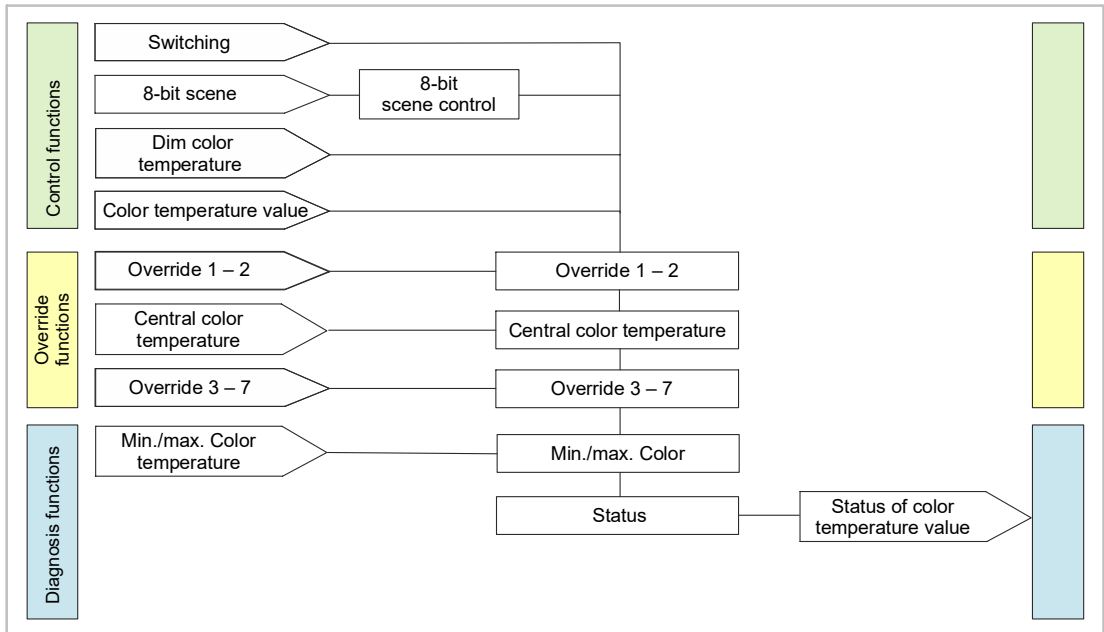 Control functions
Switching
8-bit scene
8-bit
scene control
Dim color
temperature
Color temperature value
Override
functions
Override 1 – 2
Override 1 – 2
Central color
temperature
Central color temperature
Override 3 – 7
Override 3 – 7
Diagnosis functions
Min./max. Color
temperature
Min./max. Color
Status
Status of color
temperature value